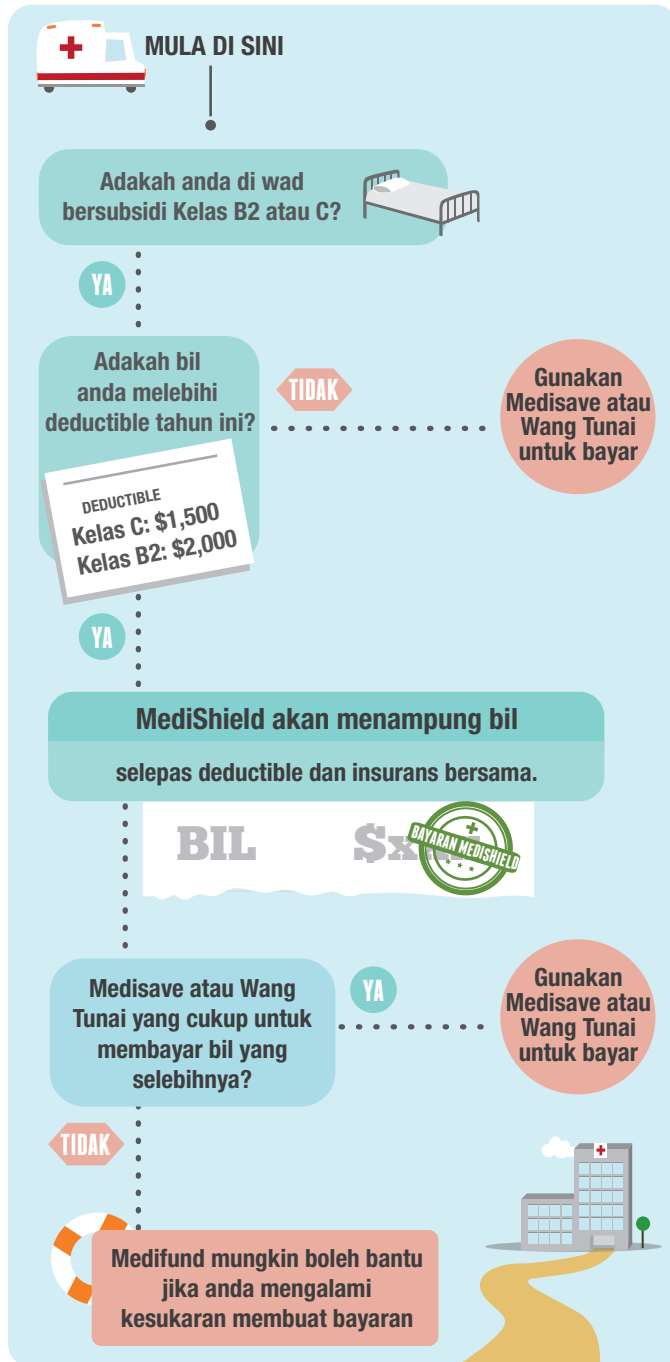 MULA DI SINI
Adakah anda di wad
bersubsidi Kelas B2 atau C?
YA
Adakah bil
anda melebihi
deductible tahun ini?
TIDAK
Gunakan
Medisave atau
Wang Tunai
untuk bayar
DEDUCTIBLE
Kelas C: $1,500
Kelas B2: $2,000
YA
MediShield akan menampung bil
selepas deductible dan insurans bersama.
BIL
BAYARAN MEDISHIELD
Medisave atau Wang
Tunai yang cukup untuk
membayar bil yang
selebihnya?
YA
Gunakan
Medisave atau
Wang Tunai
untuk bayar
TIDAK
Medifund mungkin boleh bantu
jika anda mengalami
kesukaran membuat bayaran